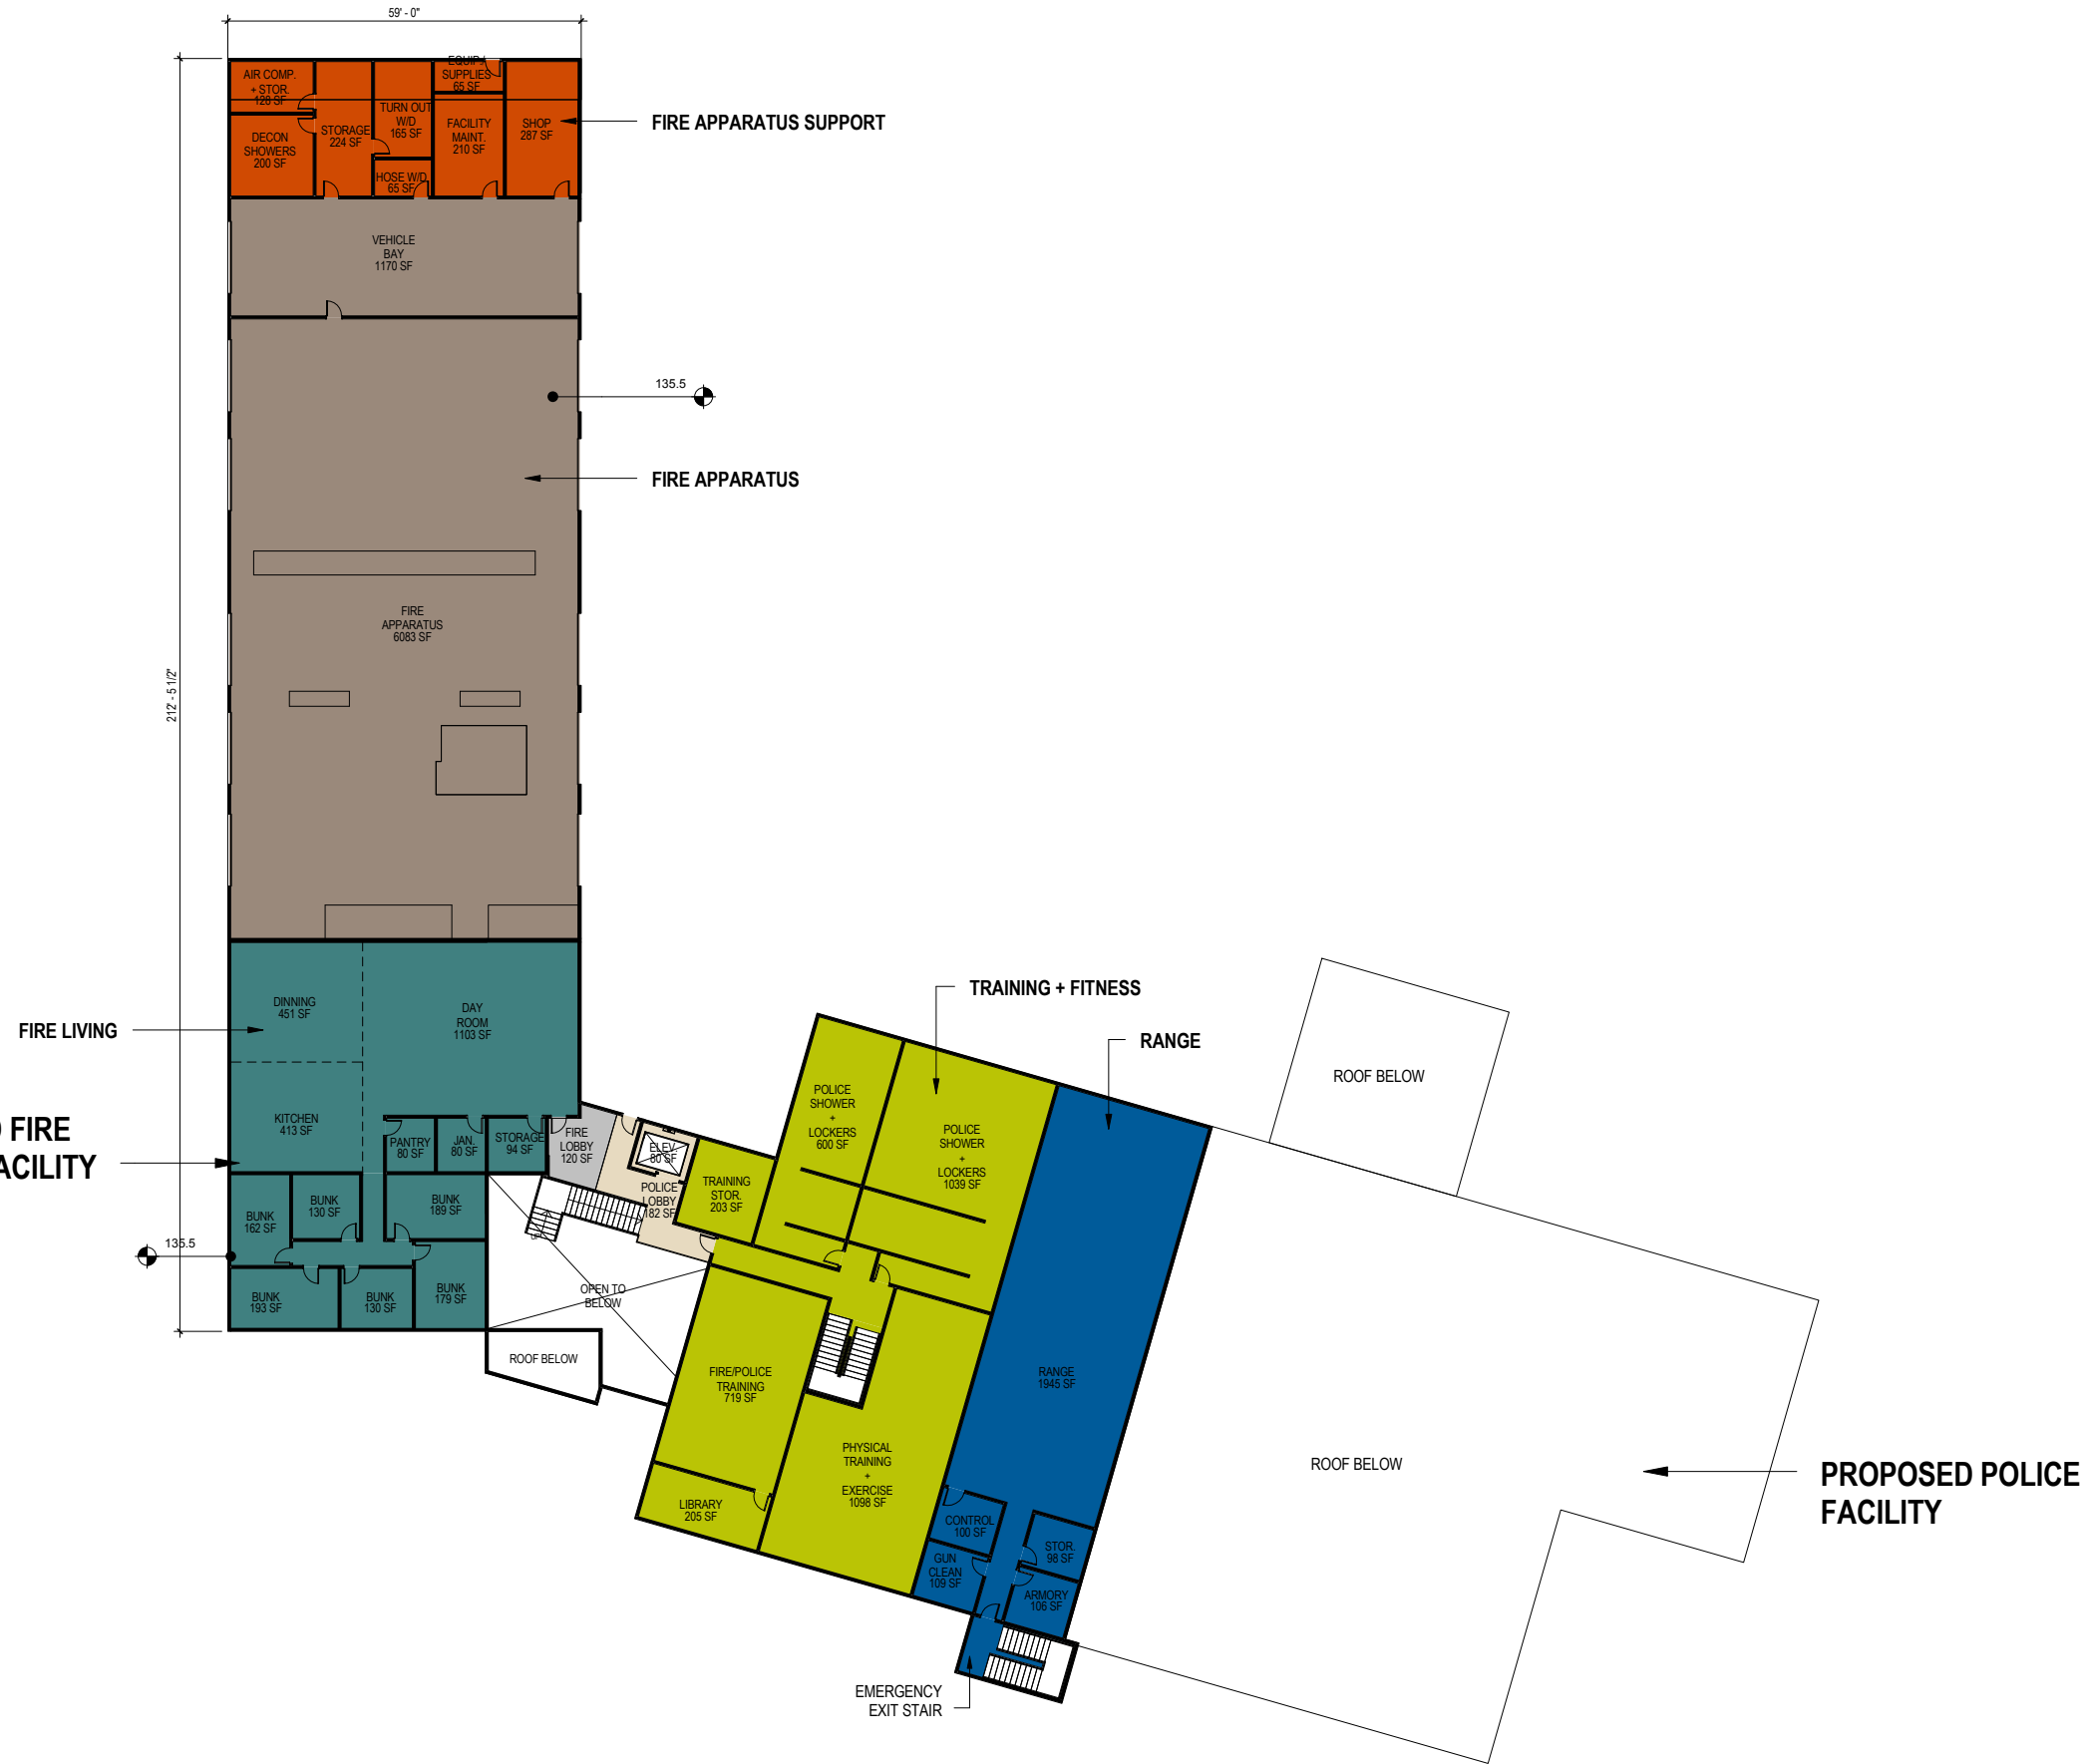 59' - 0"
212' - 5 1/2"
AIR COMP.
+ STOR.
128 SF
DECON
SHOWERS
200 SF
STORAGE
224 SF
TURN OUT
W/D
165 SF
HOSE W/D
65 SF
EQUIP./
SUPPLIES
65 SF
FACILITY
MAINT.
210 SF
SHOP
287 SF
FIRE APPARATUS SUPPORT
VEHICLE
BAY
1170 SF
135.5
FIRE APPARATUS
FIRE
APPARATUS
6083 SF
FIRE LIVING
DINNING
451 SF
DAY
ROOM
1103 SF
KITCHEN
413 SF
FIRE
ACILITY
PANTRY
80 SF
JAN.
80 SF
STORAGE
94 SF
BUNK
162 SF
BUNK
130 SF
BUNK
189 SF
135.5
BUNK
193 SF
BUNK
130 SF
BUNK
179 SF
FIRE
LOBBY
120 SF
ELEV.
80 SF
POLICE
LOBBY
182 SF
UP
OPEN TO
BELOW
ROOF BELOW
TRAINING
STOR.
203 SF
TRAINING + FITNESS
RANGE
POLICE
SHOWER
+
LOCKERS
600 SF
POLICE
SHOWER
+
LOCKERS
1039 SF
FIRE/POLICE
TRAINING
719 SF
LIBRARY
205 SF
PHYSICAL
TRAINING
+
EXERCISE
1098 SF
RANGE
1945 SF
CONTROL
100 SF
GUN
CLEAN
109 SF
STOR.
98 SF
ARMORY
106 SF
EMERGENCY
EXIT STAIR
ROOF BELOW
ROOF BELOW
PROPOSED POLICE
FACILITY